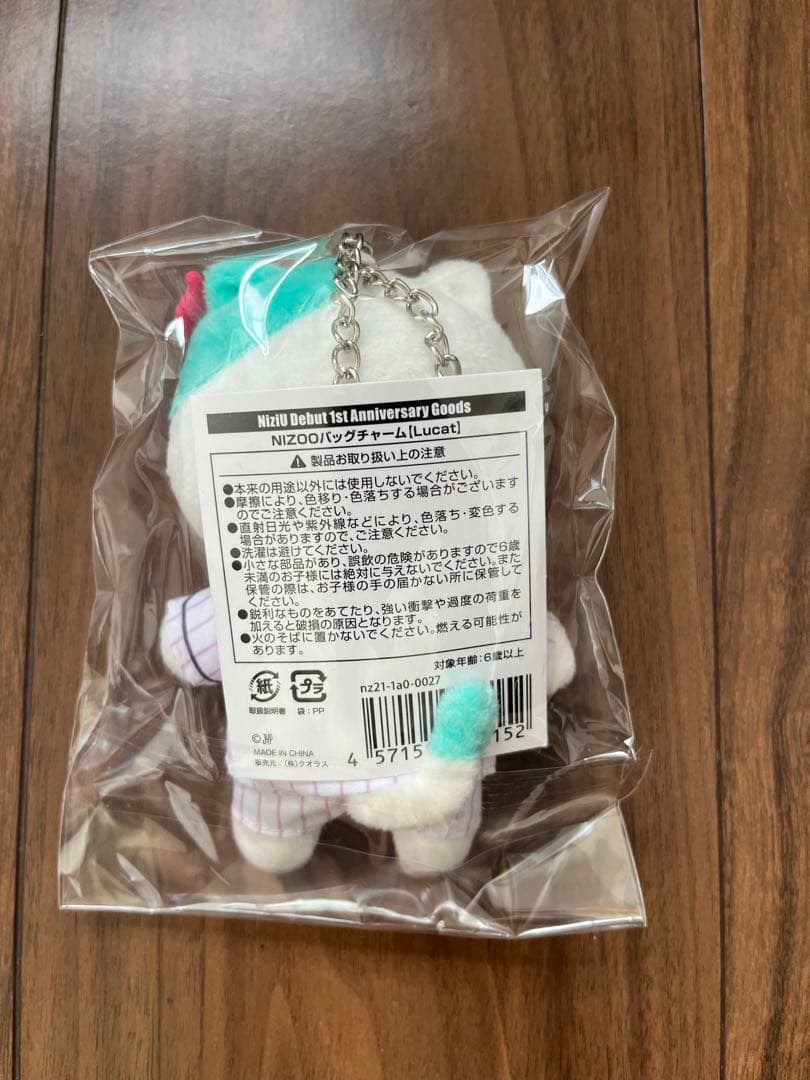 NiziU Debut 1st Anniversary Goods
NIZOOバッグチャーム【Lucat】
製品お取り扱い上の注意
●本来の用途以外には使用しないでください。
●摩擦により、色移り・色落ちする場合がございます
のでご注意ください。
●直射日光や紫外線などにより、色落ち・変色する
場合がありますので、ご注意ください。
●洗濯は避けてください。
●小さな部品があり、誤飲の危険がありますので6歳
未満のお子様には絶対に与えないでください。また
保管の際は、お子様の手の届かない所に保管して
ください。
●鋭利なものをあてたり、強い衝撃や過度の荷重を
加えると破損の原因となります。
●火のそばに置かないでください。燃える可能性が
あります。
対象年齢：6歳以上
nz21-1a0-0027
紙
プラ
取扱説明書
袋：PP
MADE IN CHINA
販売元：（株）クオラス
4 5715 152